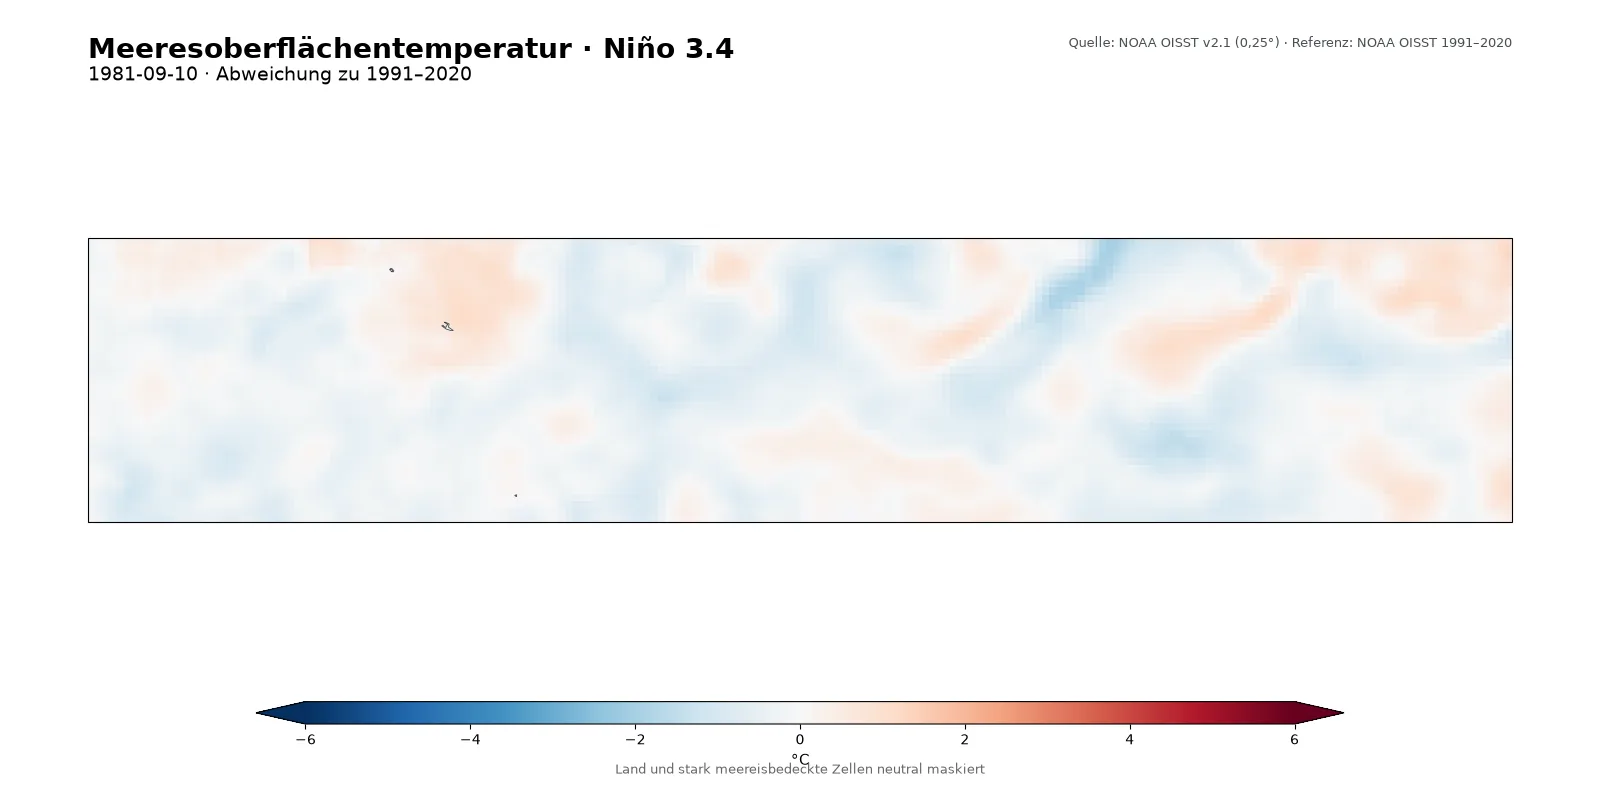 Meeresoberflächentemperatur · Niño 3.4
1981-09-10 · Abweichung zu 1991–2020
Quelle: NOAA OISST v2.1 (0,25°) · Referenz: NOAA OISST 1991–2020
−6 −4 −2 0 2 4 6
°C
Land und stark meereisbedeckte Zellen neutral maskiert